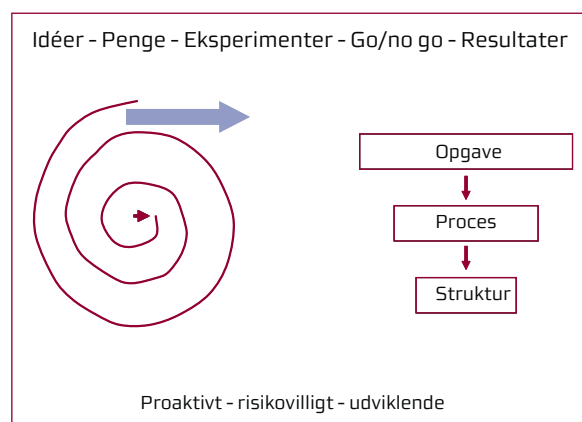 Idéer - Penge - Eksperimenter - Go/no go - Resultater
Opgave
Proces
Struktur
Proaktivt - risikovilligt - udviklende